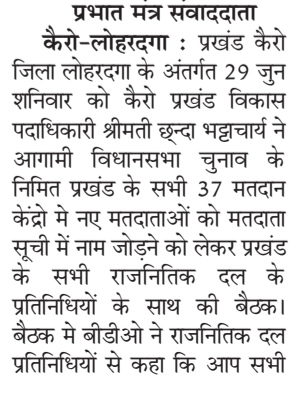 प्रभात मंत्र संवाददाता
कैरो-लोहरदगा : प्रखंड कैरो
जिला लोहरदगा के अंतर्गत 29 जुन
शनिवार को कैरो प्रखंड विकास
पदाधिकारी श्रीमती छ्न्दा भट्टाचार्य ने
आगामी विधानसभा चुनाव के
निमित प्रखंड के सभी 37 मतदान
केंद्रो मे नए मतदाताओं को मतदाता
सूची में नाम जोड़ने को लेकर प्रखंड
के सभी राजनितिक दल के
प्रतिनिधियों के साथ की बैठक।
बैठक मे बीडीओ ने राजनितिक दल
प्रतिनिधियों से कहा कि आप सभी